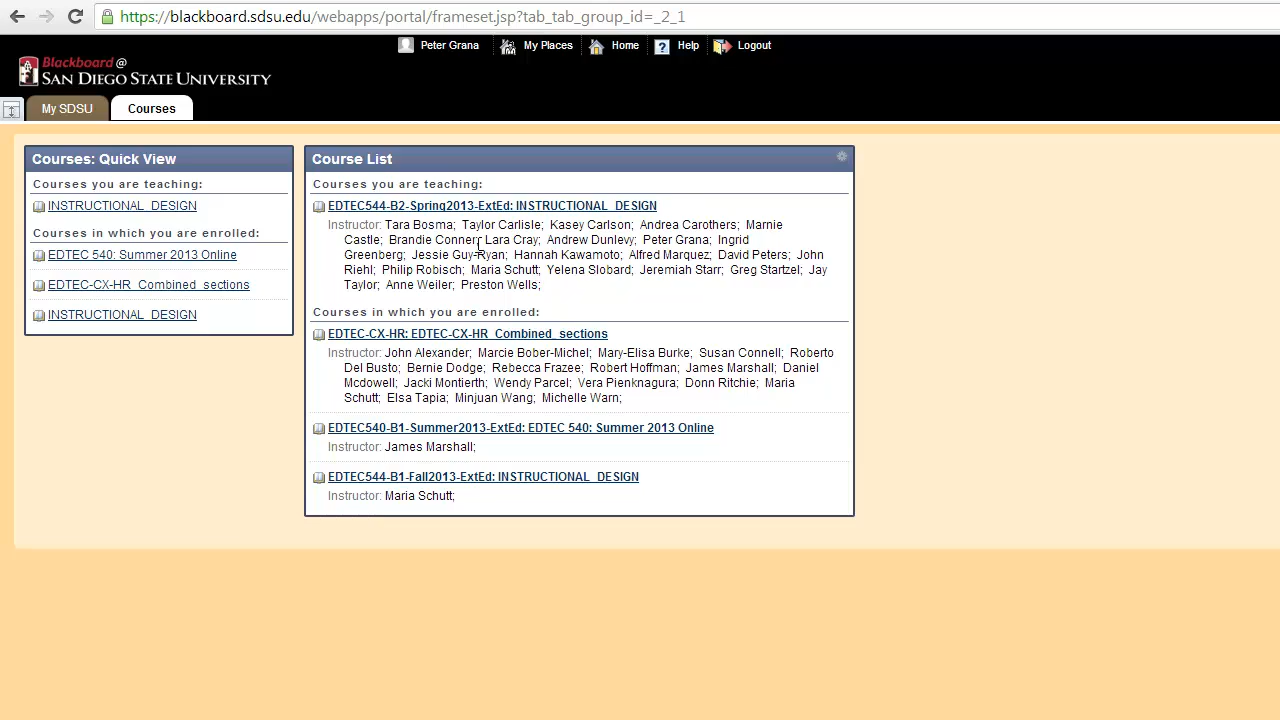 https://blackboard.sdsu.edu/webapps/portal/frameset.jsp?tab_tab_group_id=_2_1
Peter Grana My Places Home Help Logout
Blackboard @
SAN DIEGO STATE UNIVERSITY
My SDSU Courses
Courses: Quick View
Courses you are teaching:
INSTRUCTIONAL_DESIGN
Courses in which you are enrolled:
EDTEC 540: Summer 2013 Online
EDTEC-CX-HR_Combined_sections
INSTRUCTIONAL_DESIGN
Course List
Courses you are teaching:
EDTEC544-B2-Spring2013-ExtEd: INSTRUCTIONAL_DESIGN
Instructor: Tara Bosma; Taylor Carlisle; Kasey Carlson; Andrea Carothers; Marnie
Castle; Brandie Conner; Lara Cray; Andrew Dunlevy; Peter Grana; Ingrid
Greenberg; Jessie Guy-Ryan; Hannah Kawamoto; Alfred Marquez; David Peters; John
Riehl; Philip Robisch; Maria Schutt; Yelena Slobard; Jeremiah Starr; Greg Startzel; Jay
Taylor; Anne Weiler; Preston Wells;
Courses in which you are enrolled:
EDTEC-CX-HR: EDTEC-CX-HR_Combined_sections
Instructor: John Alexander; Marcie Bober-Michel; Mary-Elisa Burke; Susan Connell; Roberto
Del Busto; Bernie Dodge; Rebecca Frazee; Robert Hoffman; James Marshall; Daniel
Mcdowell; Jacki Montierth; Wendy Parcel; Vera Pienknagura; Donn Ritchie; Maria
Schutt; Elsa Tapia; Minjuan Wang; Michelle Warn;
EDTEC540-B1-Summer2013-ExtEd: EDTEC 540: Summer 2013 Online
Instructor: James Marshall;
EDTEC544-B1-Fall2013-ExtEd: INSTRUCTIONAL_DESIGN
Instructor: Maria Schutt;